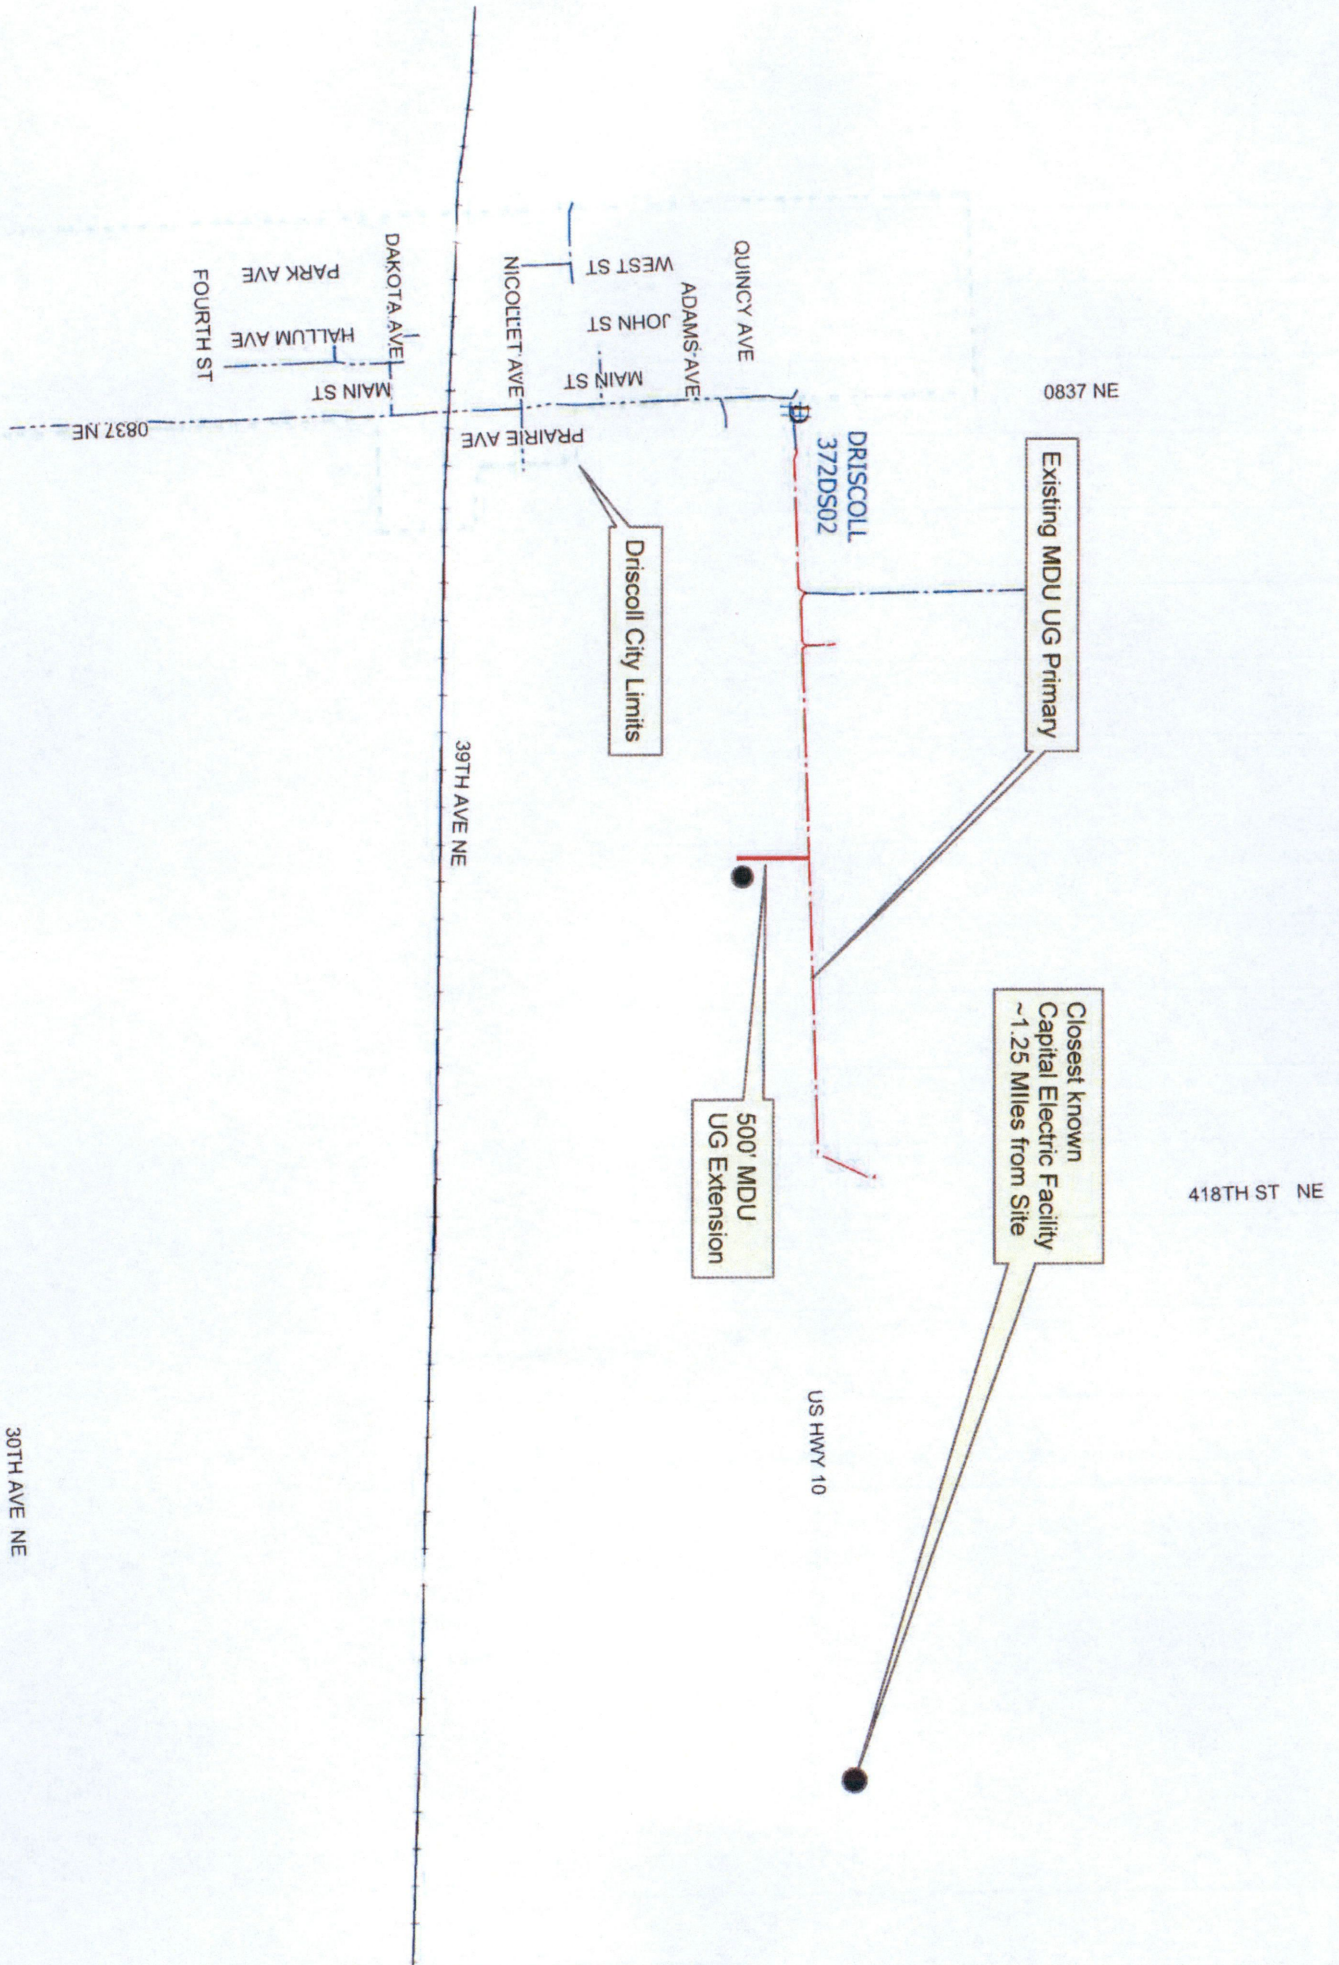 0837 NE
418TH ST NE
Existing MDU UG Primary
Closest known
Capital Electric Facility
~1.25 MIles from Site
DRISCOLL
372DS02
US HWY 10
QUINCY AVE
ADAMS AVE
WEST ST
JOHN ST
MAIN ST
500' MDU
UG Extension
Driscoll City Limits
NICOLLET AVE
PRAIRIE AVE
39TH AVE NE
DAKOTA AVE
PARK AVE
HALLUM AVE
MAIN ST
FOURTH ST
0837 NE
30TH AVE NE